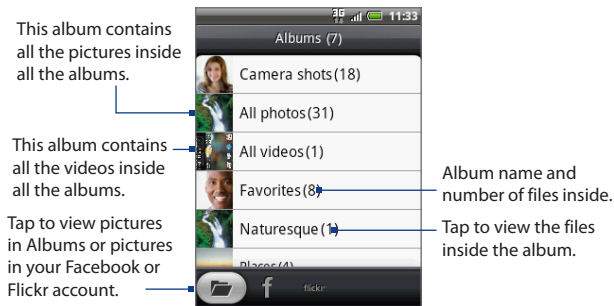 This album contains
all the pictures inside
all the albums.
This album contains
all the videos inside
all the albums.
Tap to view pictures
in Albums or pictures
in your Facebook or
Flickr account.
3G
11:33
Albums (7)
Camera shots(18)
All photos(31)
All videos(1)
Favorites(8)
Naturesque(1)
Places(4)
f
flickr
Album name and
number of files inside.
Tap to view the files
inside the album.